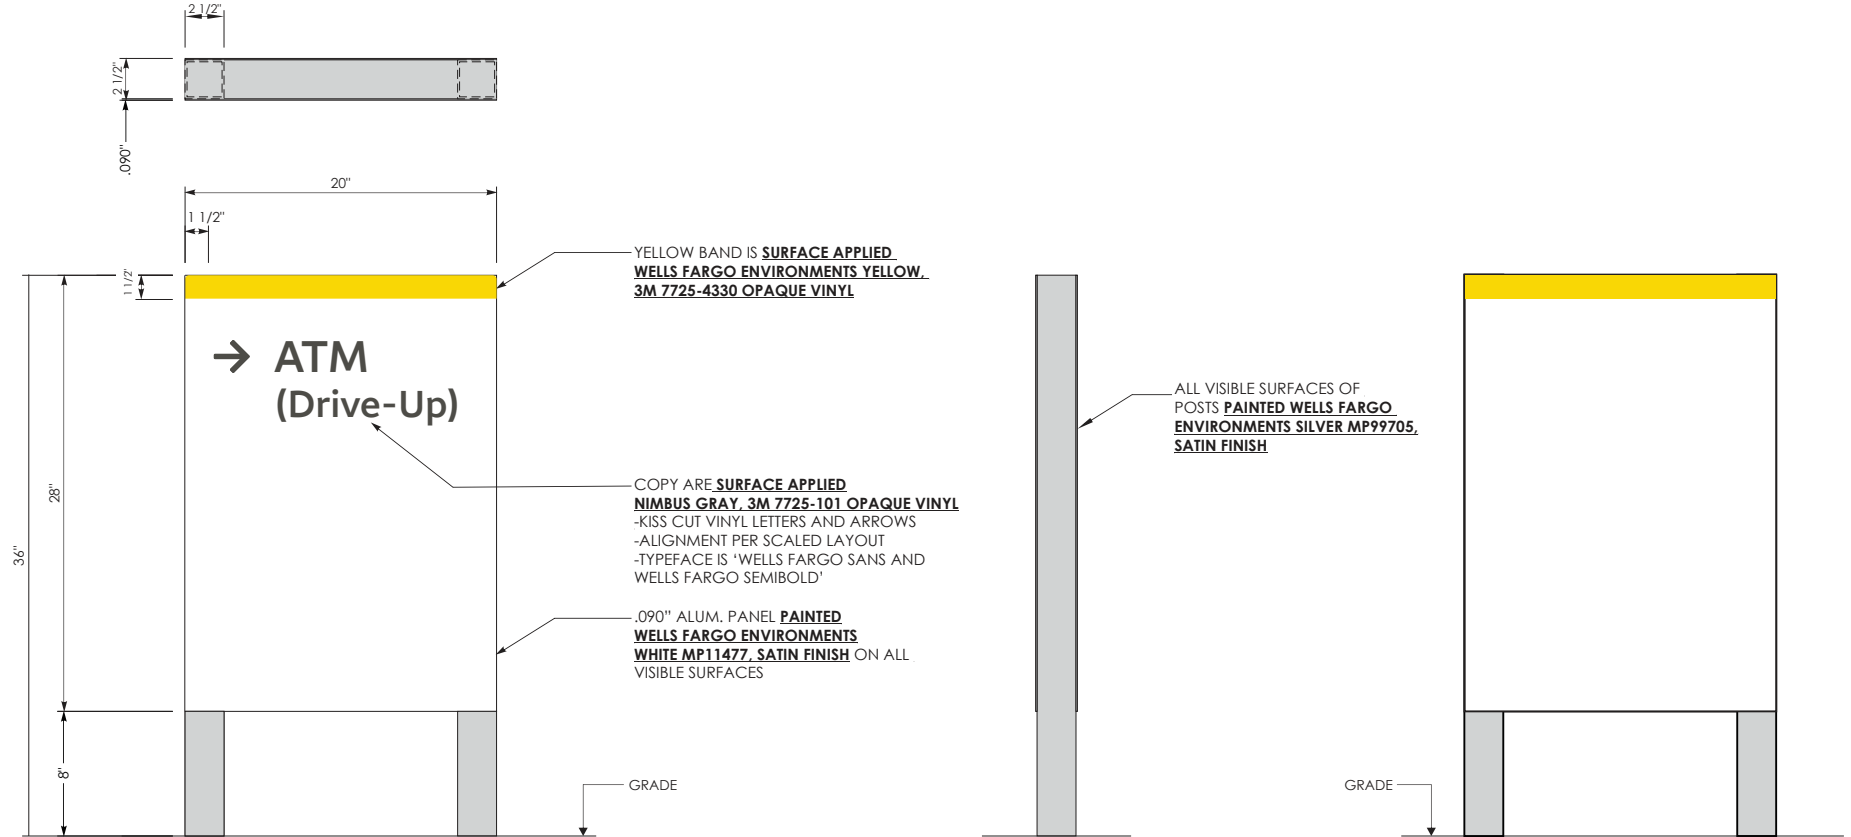 2 1/2"
2 1/2"
.090"
20"
1 1/2"
1 1/2"
YELLOW BAND IS SURFACE APPLIED
WELLS FARGO ENVIRONMENTS YELLOW,
3M 7725-4330 OPAQUE VINYL
→ ATM
(Drive-Up)
ALL VISIBLE SURFACES OF
POSTS PAINTED WELLS FARGO
ENVIRONMENTS SILVER MP99705,
SATIN FINISH
28"
36"
COPY ARE SURFACE APPLIED
NIMBUS GRAY, 3M 7725-101 OPAQUE VINYL
-KISS CUT VINYL LETTERS AND ARROWS
-ALIGNMENT PER SCALED LAYOUT
-TYPEFACE IS ‘WELLS FARGO SANS AND
WELLS FARGO SEMIBOLD’
.090” ALUM. PANEL PAINTED
WELLS FARGO ENVIRONMENTS
WHITE MP11477, SATIN FINISH ON ALL
VISIBLE SURFACES
8"
GRADE
GRADE